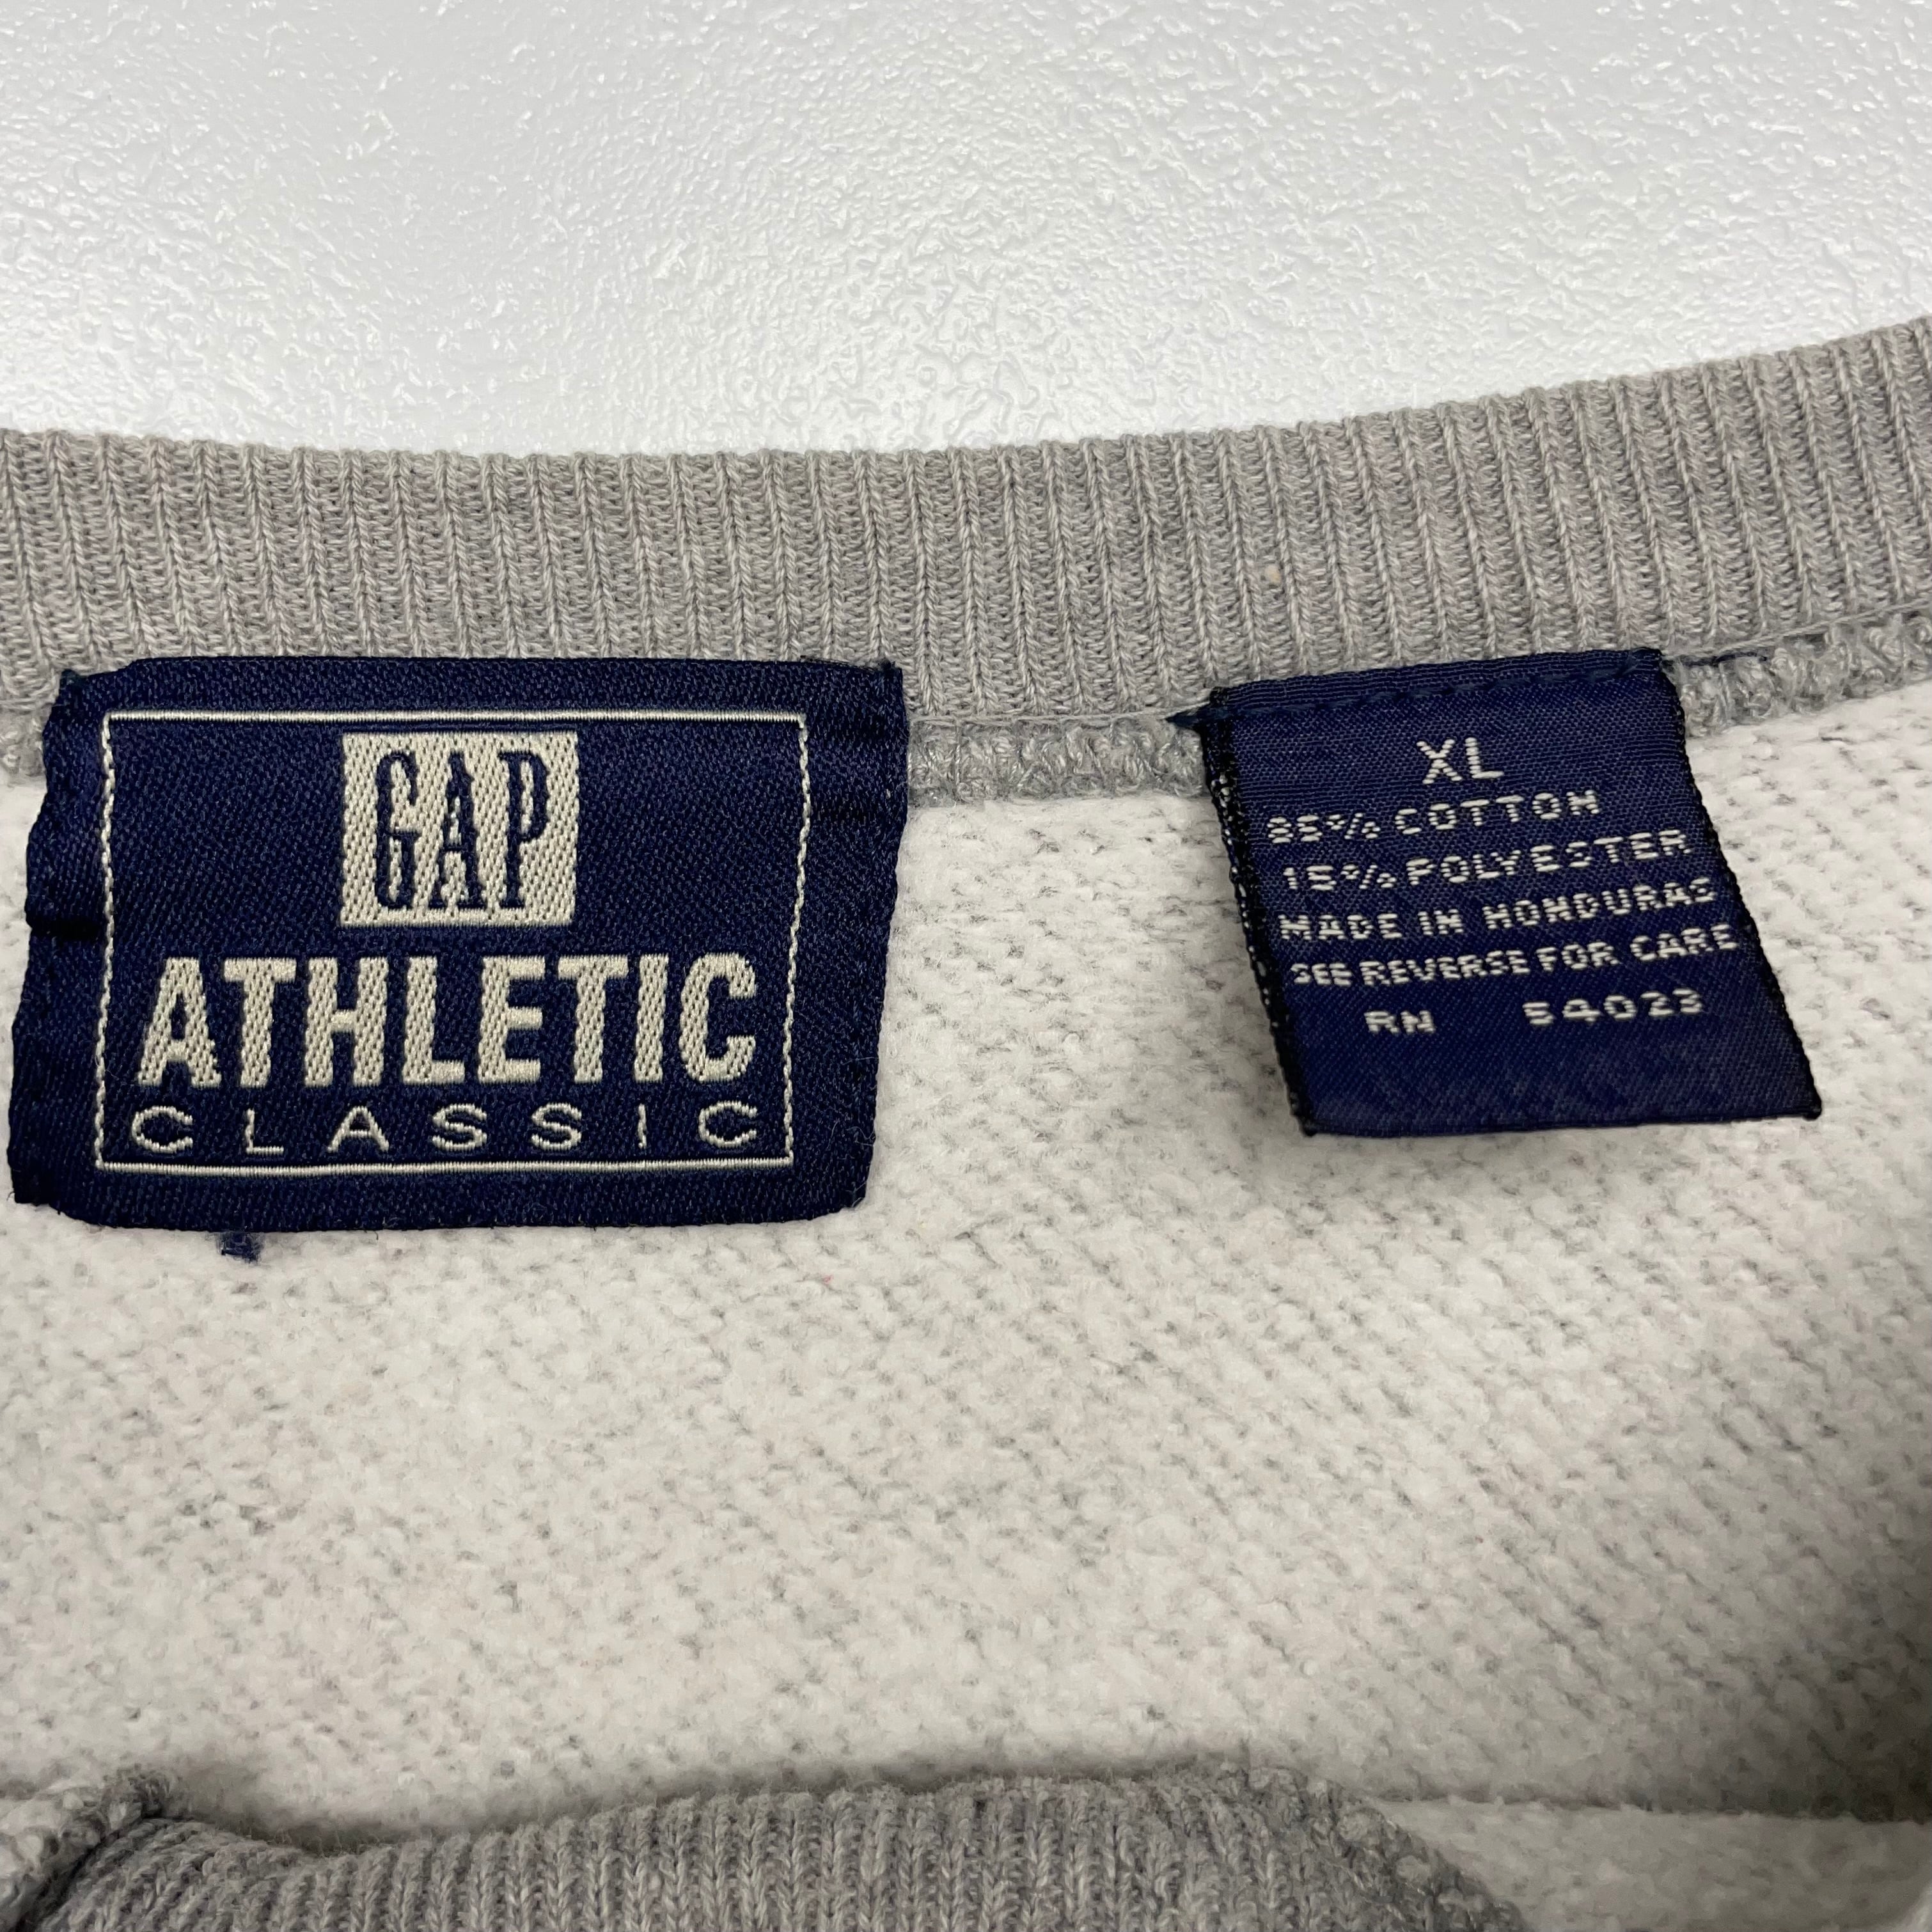 GAP
ATHLETIC
CLASSIC
XL
85% COTTON
15% POLYESTER
MADE IN HONDURAS
SEE REVERSE FOR CARE
RN 54023